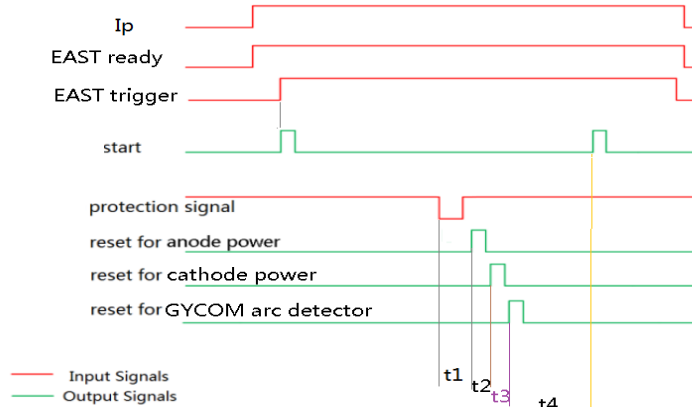 Ip
EAST ready
EAST trigger
start
protection signal
reset for anode power
reset for cathode power
reset for GYCOM arc detector
t1
t2
t3
t4
Input Signals
Output Signals